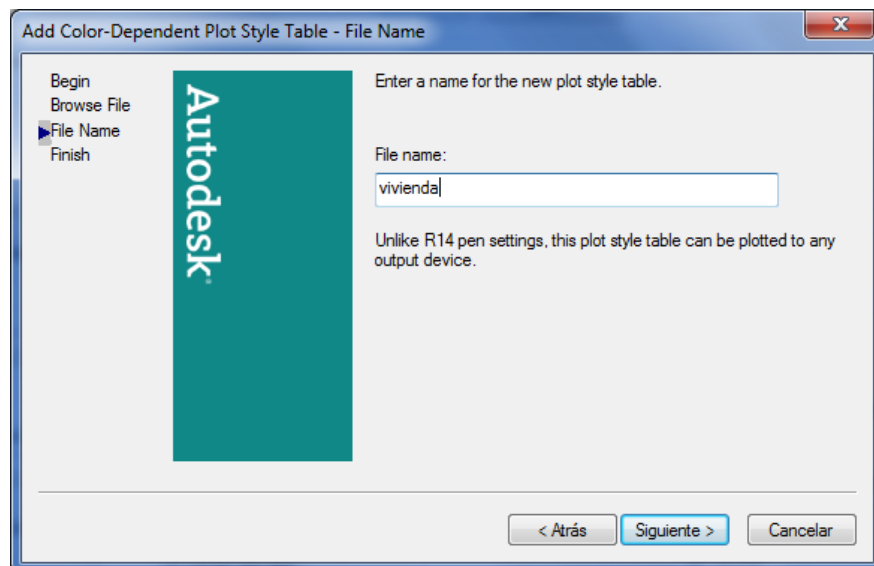 Add Color-Dependent Plot Style Table - File Name
Begin
Browse File
File Name
Finish
Autodesk
Enter a name for the new plot style table.
File name:
vivienda
Unlike R14 pen settings, this plot style table can be plotted to any
output device.
< Atrás
Siguiente >
Cancelar